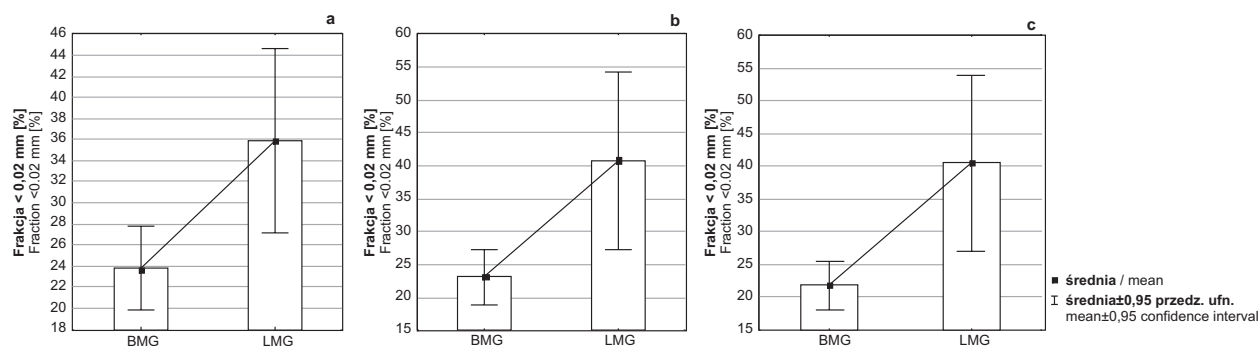 a
Frakcja < 0,02 mm [%]
Fraction <0.02 mm [%]
46
44
42
40
38
36
34
32
30
28
26
24
22
20
18
BMG LMG
b
Frakcja < 0,02 mm [%]
Fraction <0.02 mm [%]
60
55
50
45
40
35
30
25
20
15
BMG LMG
c
Frakcja < 0,02 mm [%]
Fraction <0.02 mm [%]
60
55
50
45
40
35
30
25
20
15
BMG LMG
średnia / mean
średnia±0,95 przedz. ufn.
mean±0,95 confidence interval